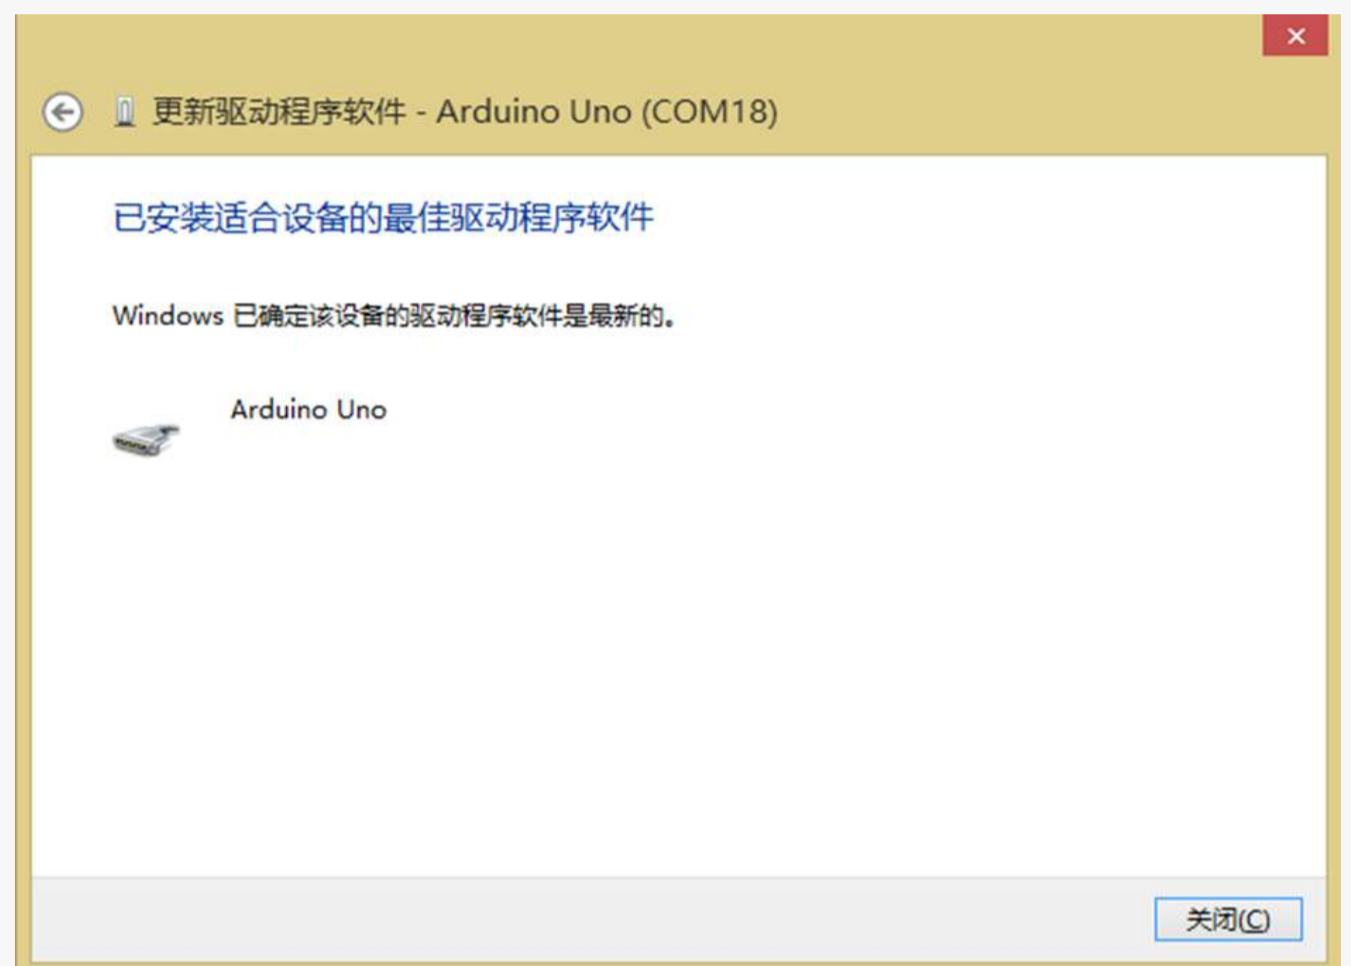 更新驱动程序软件 - Arduino Uno (COM18)
已安装适合设备的最佳驱动程序软件
Windows 已确定该设备的驱动程序软件是最新的。
Arduino Uno
关闭(C)